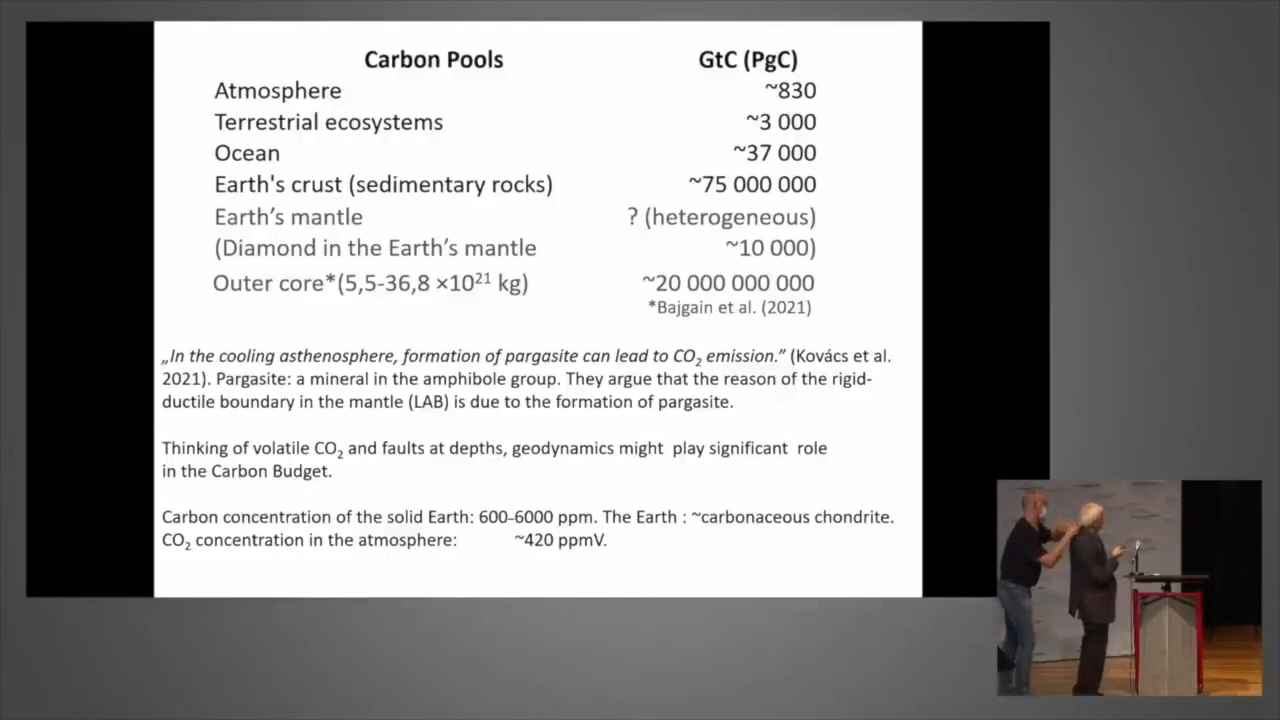 Carbon Pools GtC (PgC)
Atmosphere ~830
Terrestrial ecosystems ~3 000
Ocean ~37 000
Earth's crust (sedimentary rocks) ~75 000 000
Earth’s mantle ? (heterogeneous)
(Diamond in the Earth’s mantle ~10 000)
Outer core*(5,5-36,8 ×10²¹ kg) ~20 000 000 000
*Bajgain et al. (2021)
„In the cooling asthenosphere, formation of pargasite can lead to CO₂ emission.” (Kovács et al.
2021). Pargasite: a mineral in the amphibole group. They argue that the reason of the rigid-
ductile boundary in the mantle (LAB) is due to the formation of pargasite.
Thinking of volatile CO₂ and faults at depths, geodynamics might play significant role
in the Carbon Budget.
Carbon concentration of the solid Earth: 600–6000 ppm. The Earth : ~carbonaceous chondrite.
CO₂ concentration in the atmosphere: ~420 ppmV.